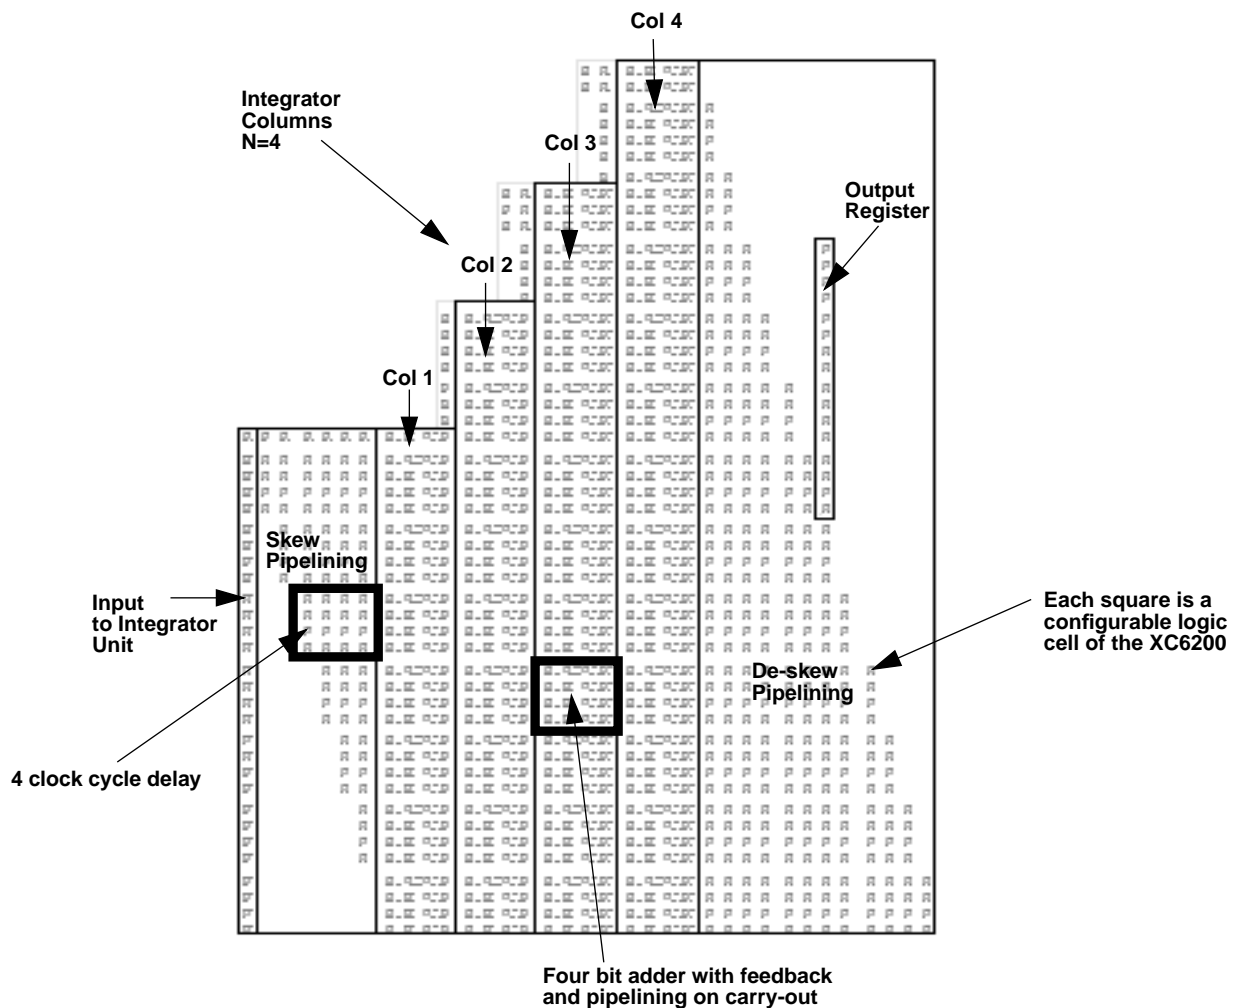 Col 4
Integrator
Columns
N=4
Col 3
Output
Register
Col 2
Col 1
Skew
Pipelining
Input
to Integrator
Unit
Each square is a
configurable logic
cell of the XC6200
De-skew
Pipelining
4 clock cycle delay
Four bit adder with feedback
and pipelining on carry-out